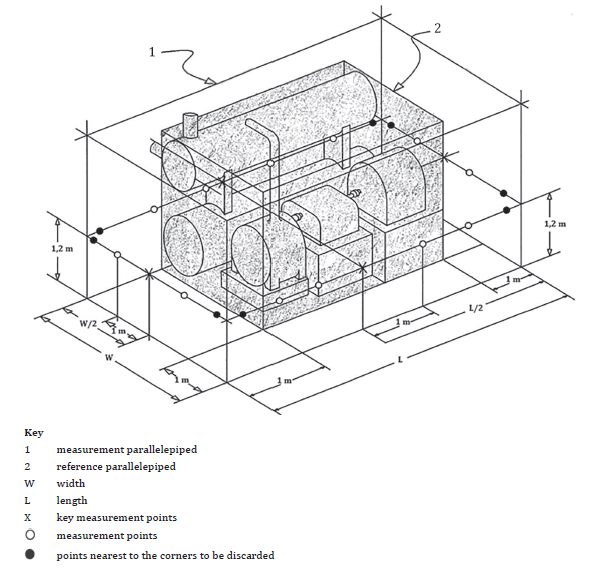 1
2
1,2 m
1,2 m
W/2
1 m
W
1 m
1 m
1 m
1 m
L/2
L
Key
1 measurement parallelepiped
2 reference parallelepiped
W width
L length
X key measurement points
measurement points
points nearest to the corners to be discarded